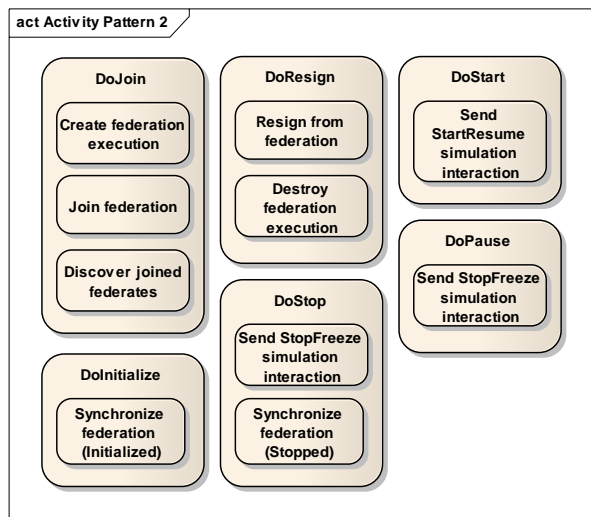 act Activity Pattern 2
DoJoin
Create federation
execution
Join federation
Discover joined
federates
DoInitialize
Synchronize
federation
(Initialized)
DoResign
Resign from
federation
Destroy
federation
execution
DoStop
Send StopFreeze
simulation
interaction
Synchronize
federation
(Stopped)
DoStart
Send
StartResume
simulation
interaction
DoPause
Send StopFreeze
simulation
interaction